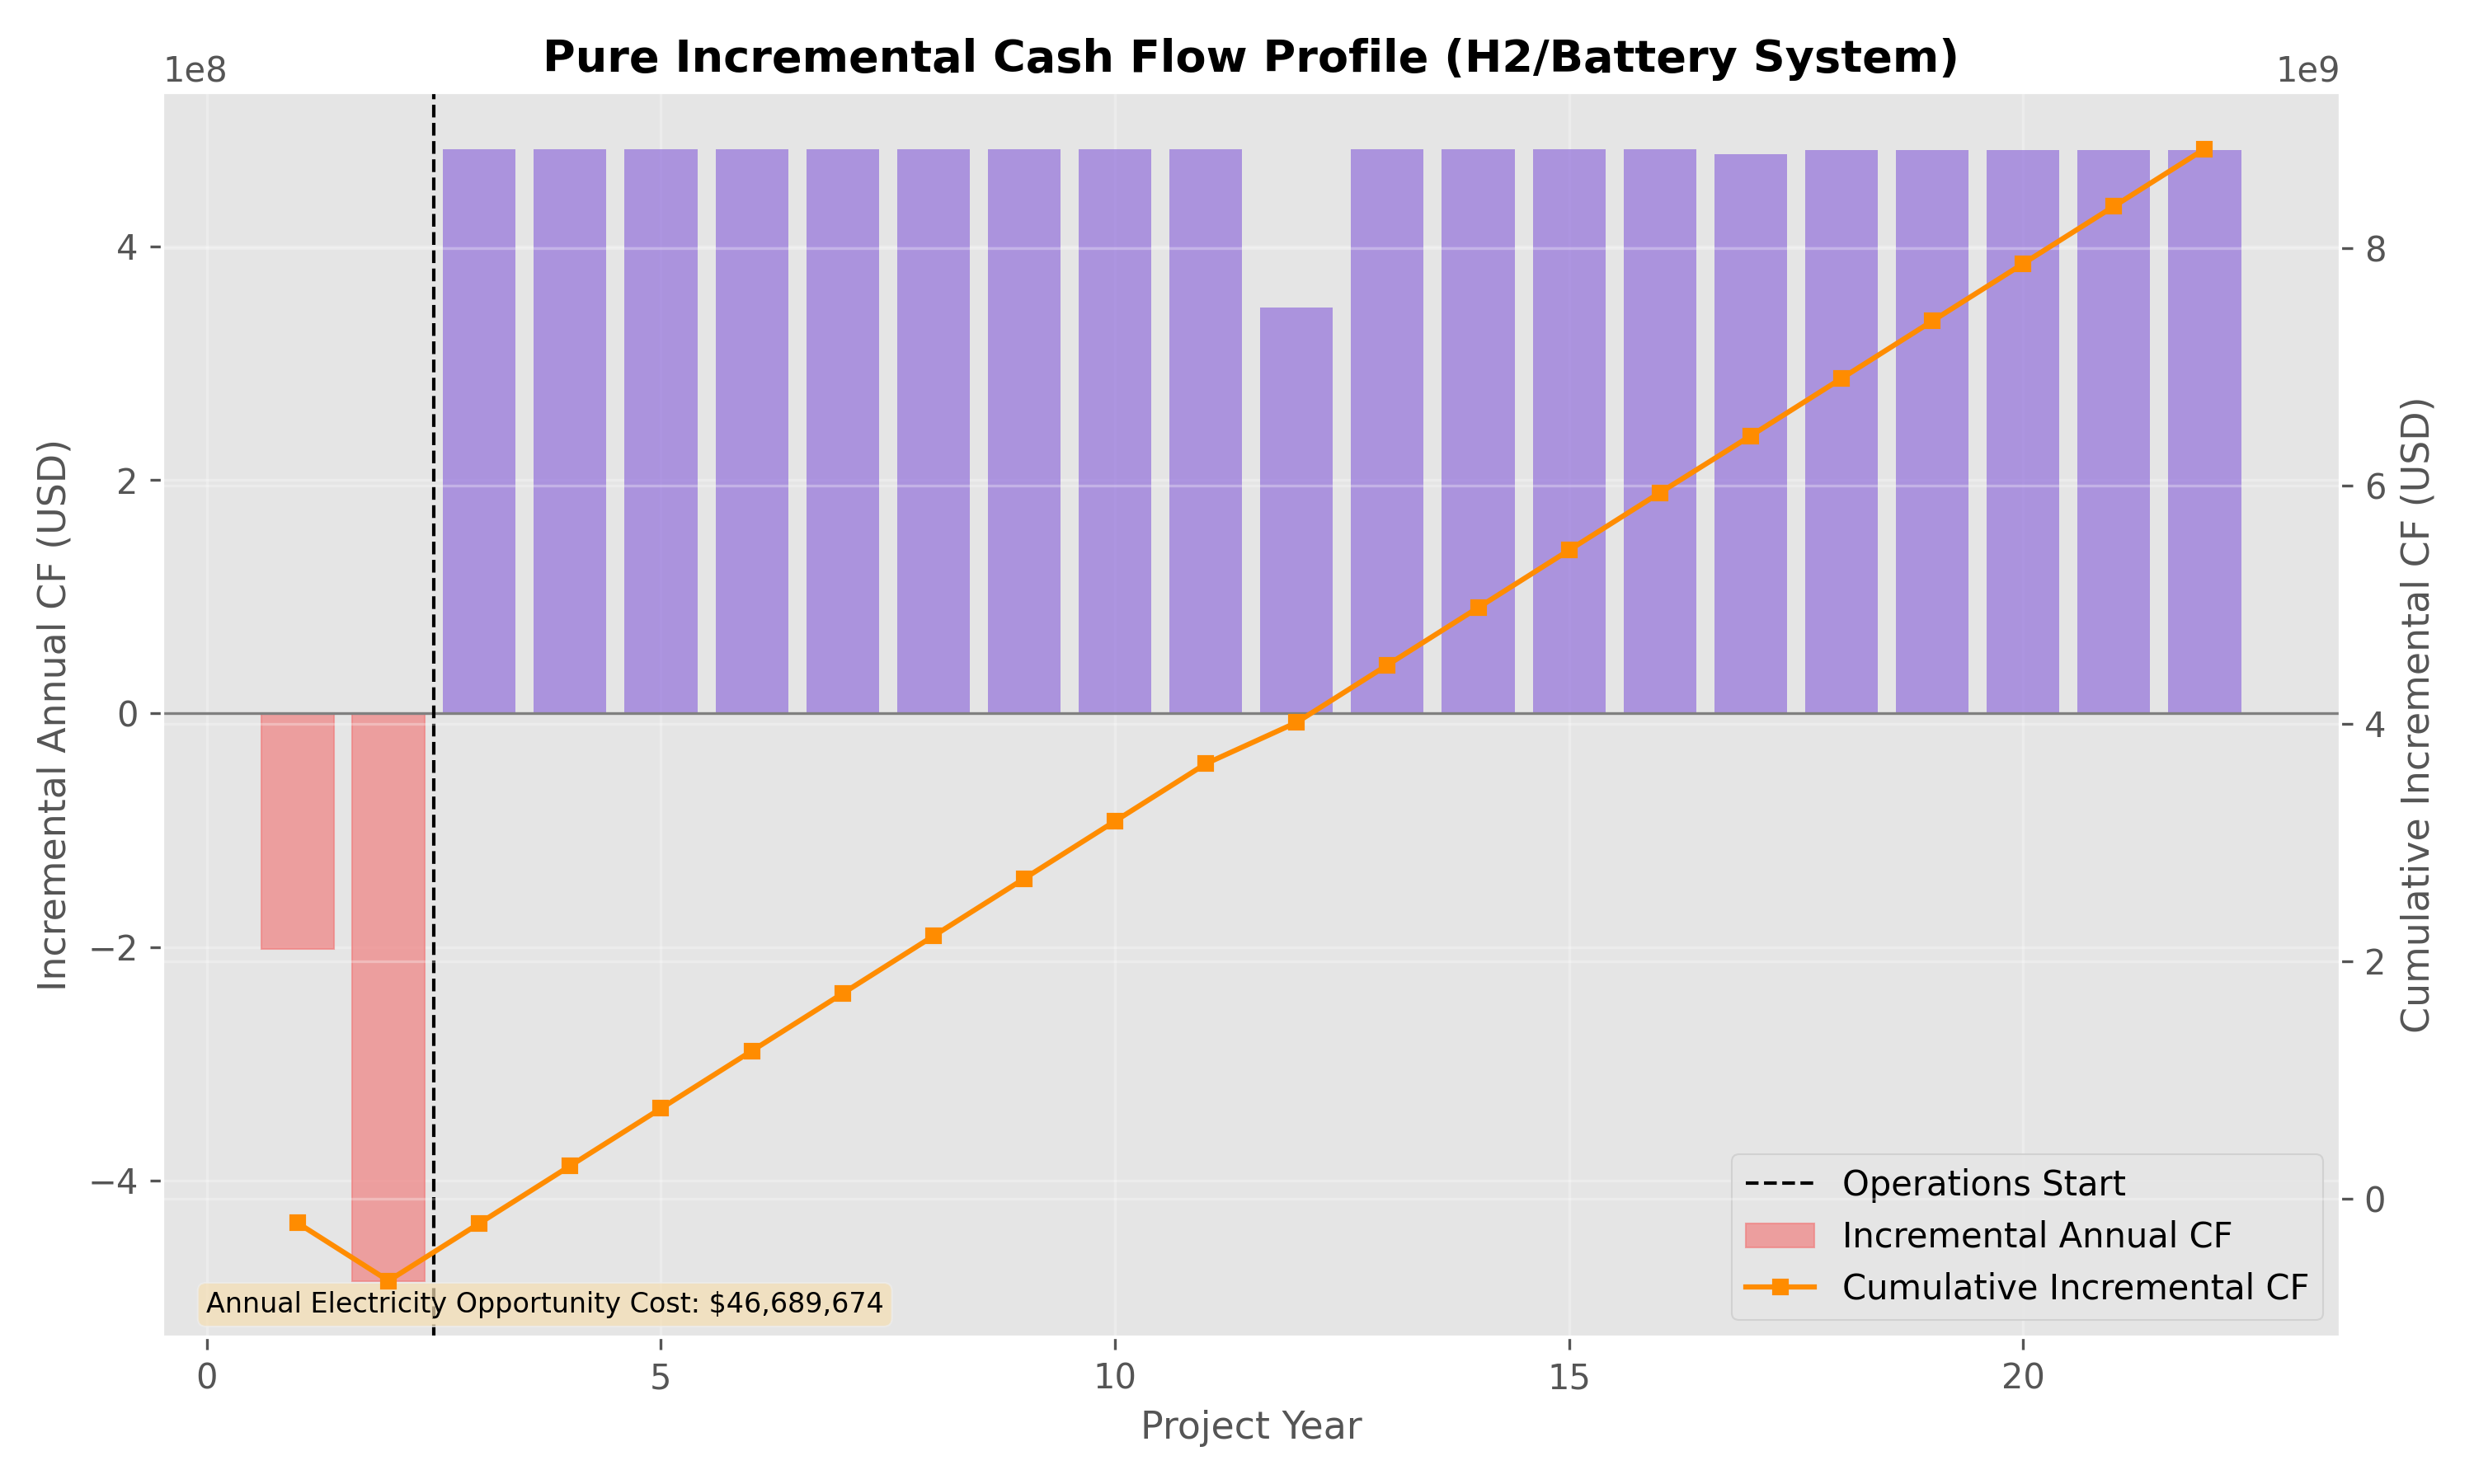 Pure Incremental Cash Flow Profile (H2/Battery System)
1e8
1e9
Incremental Annual CF (USD)
4
2
0
−2
−4
8
6
4
2
0
Cumulative Incremental CF (USD)
Operations Start
Incremental Annual CF
Cumulative Incremental CF
Annual Electricity Opportunity Cost: $46,689,674
0
5
10
15
20
Project Year